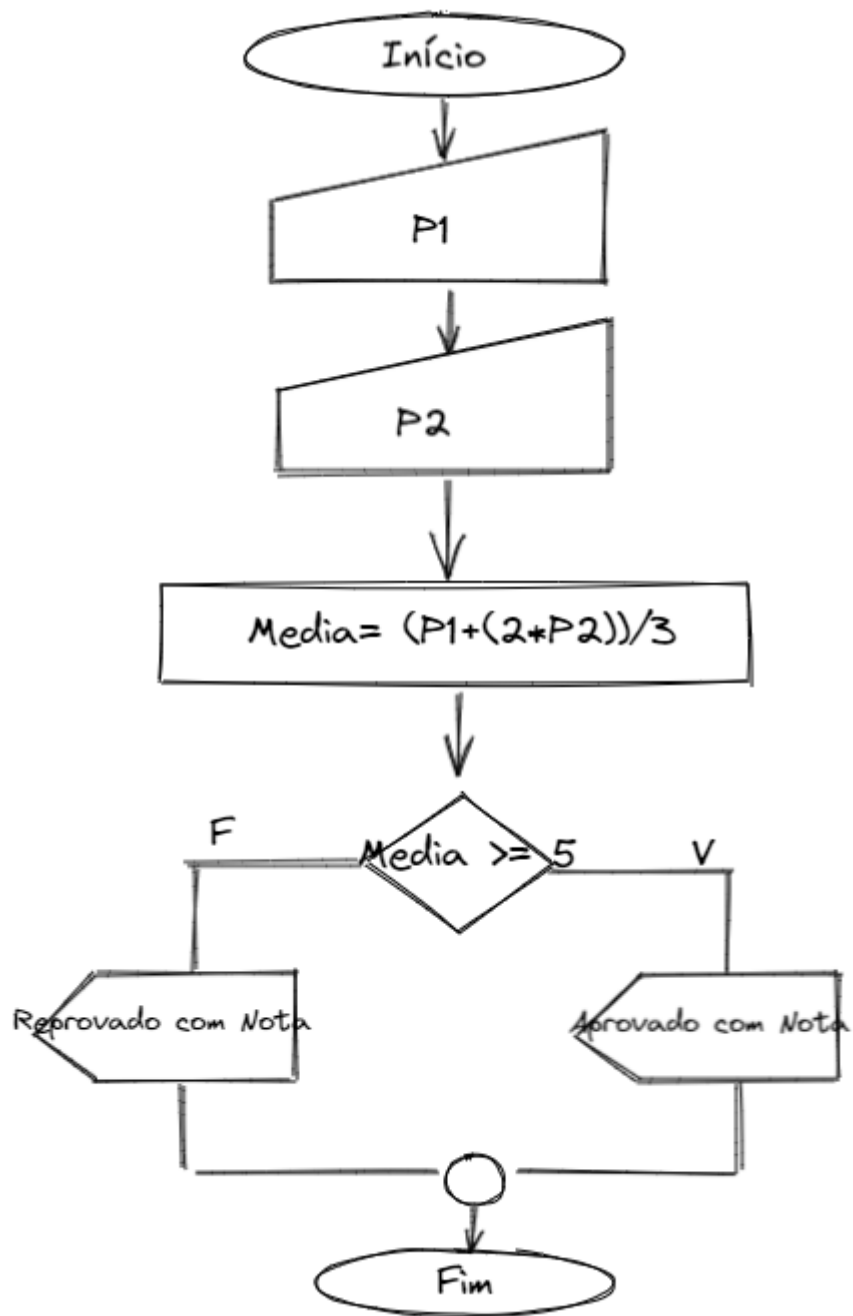 Início
P1
P2
Media= (P1+(2*P2))/3
F
Media >= 5
V
Reprovado com Nota
Aprovado com Nota
Fim